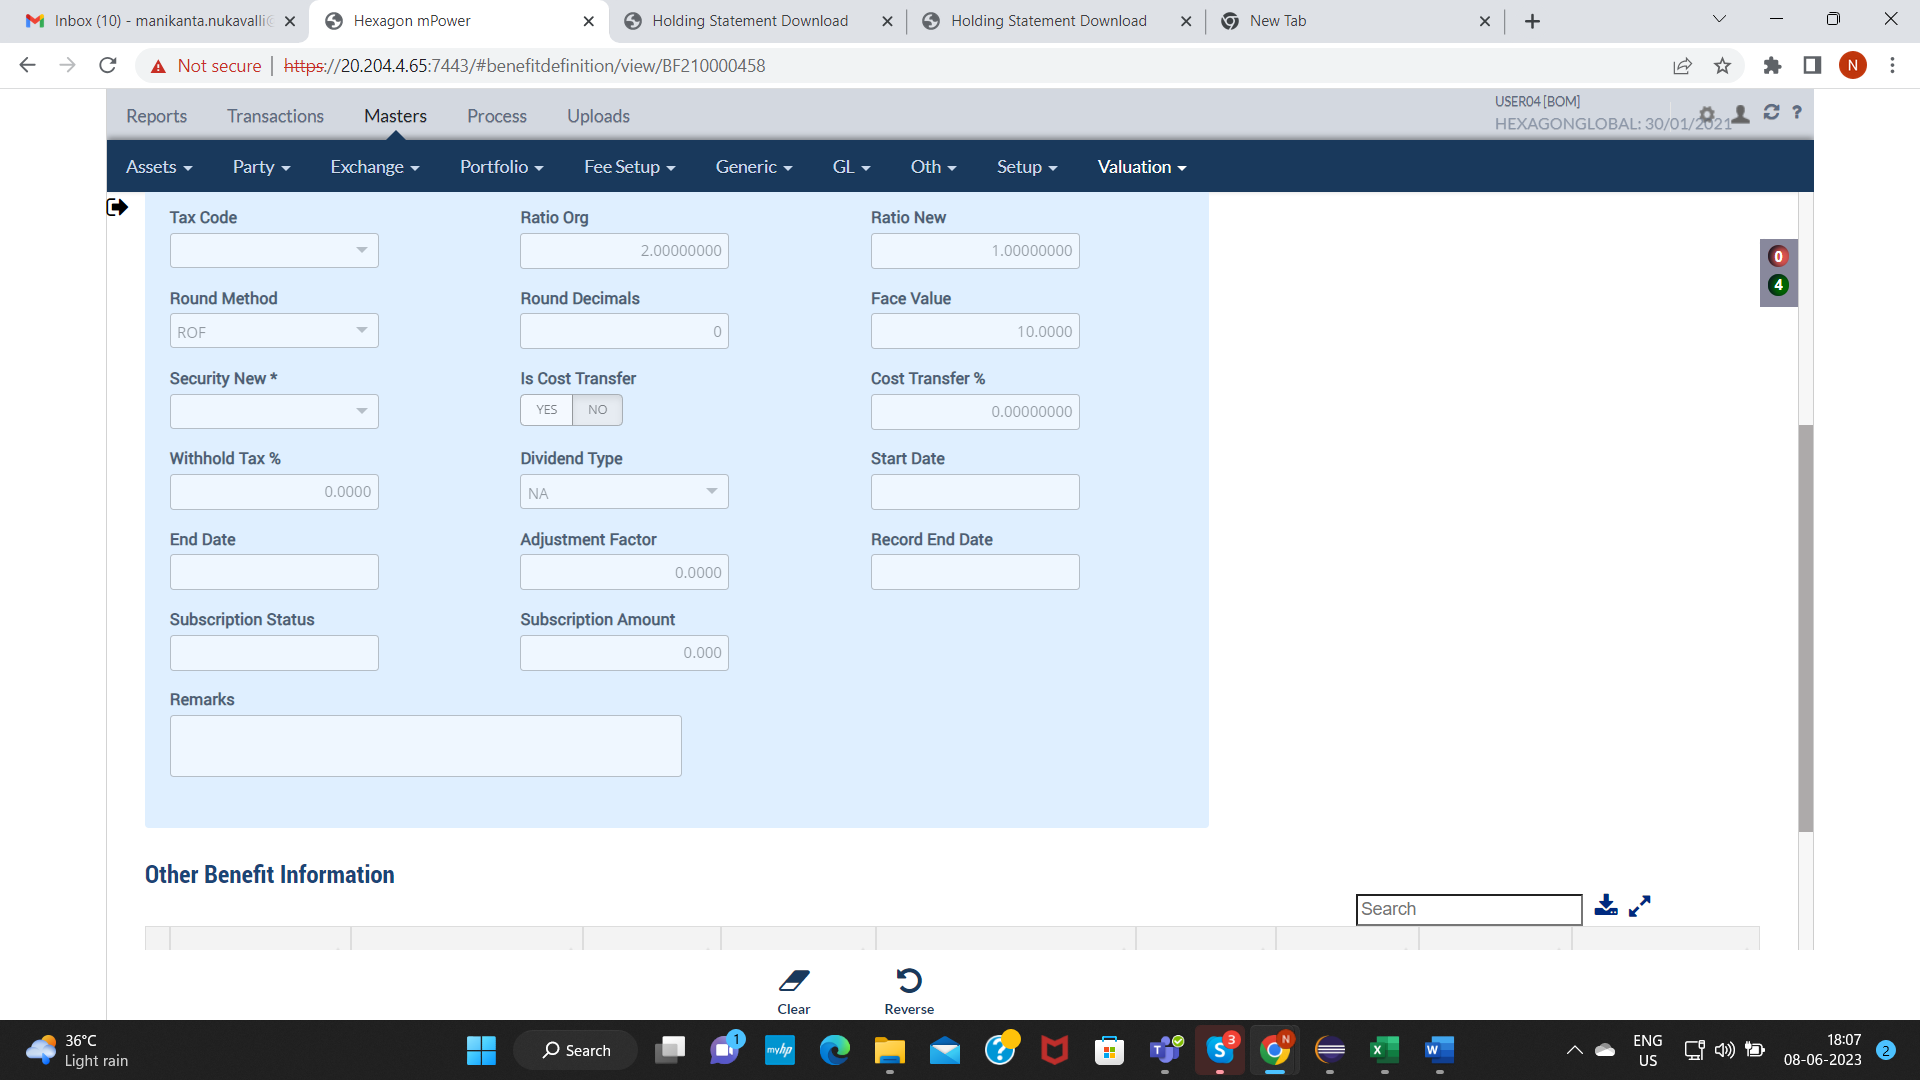 Inbox (10) - manikanta.nukavalli@
Hexagon mPower
Holding Statement Download
Holding Statement Download
New Tab
Not secure
https://20.204.4.65:7443/#benefitdefinition/view/BF210000458
N
Reports Transactions Masters Process Uploads
USER04 [BOM]
HEXAGONGLOBAL: 30/01/2021
?
Assets Party Exchange Portfolio Fee Setup Generic GL Oth Setup Valuation
Tax Code Ratio Org Ratio New
2.00000000 1.00000000
0
4
Round Method Round Decimals Face Value
ROF 0 10.0000
Security New * Is Cost Transfer Cost Transfer %
YES NO 0.00000000
Withhold Tax % Dividend Type Start Date
0.0000 NA
End Date Adjustment Factor Record End Date
0.0000
Subscription Status Subscription Amount
0.000
Remarks
Other Benefit Information
Search
Clear Reverse
36°C
Light rain
Search
1
myhp
?
T
S
3
N
X
W
ENG
US
18:07
08-06-2023
2